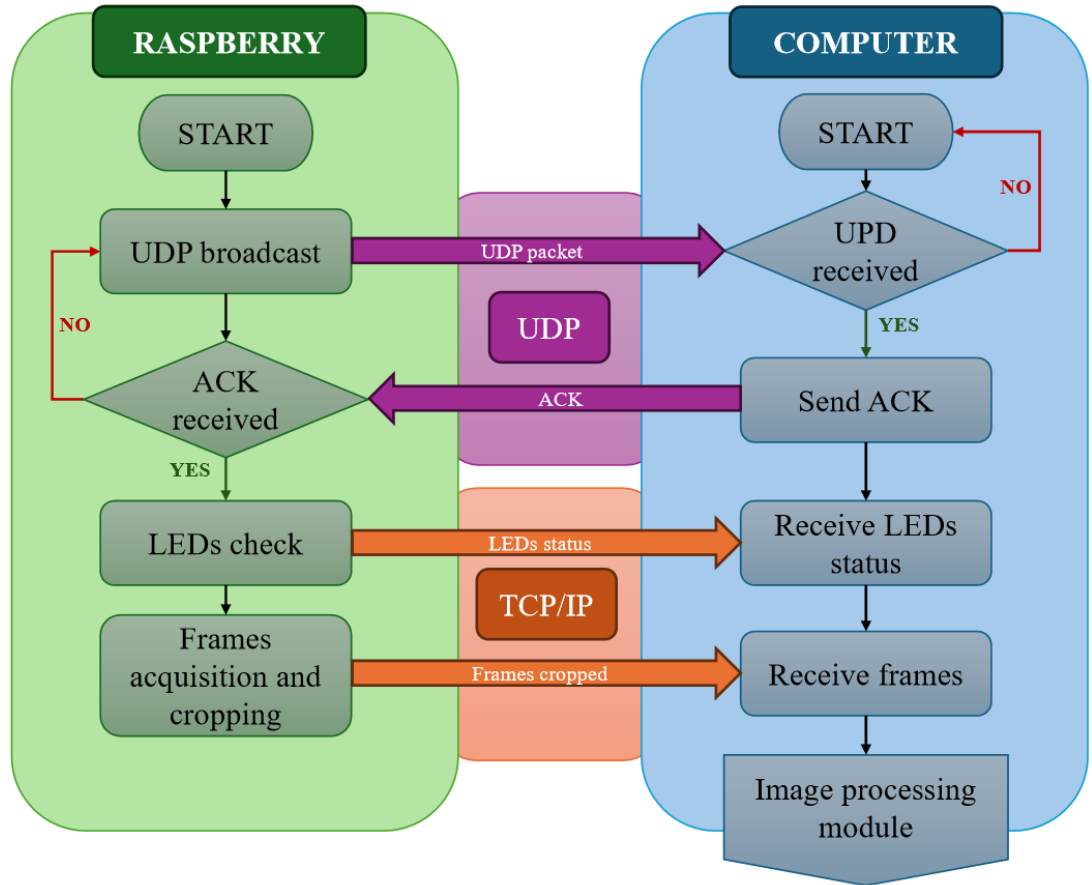 RASPBERRY
START
UDP broadcast
NO
ACK
received
YES
LEDs check
Frames
acquisition and
cropping
UDP packet
UDP
ACK
LEDs status
TCP/IP
Frames cropped
COMPUTER
START
NO
UPD
received
YES
Send ACK
Receive LEDs
status
Receive frames
Image processing
module